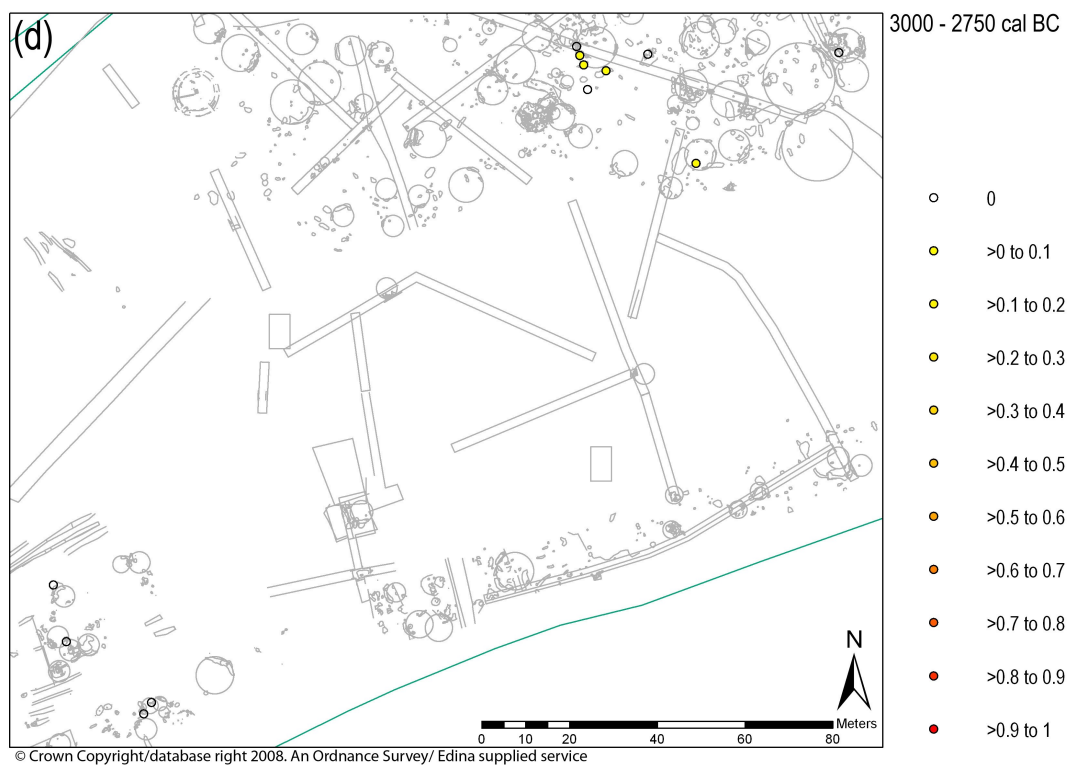 (d)
3000 - 2750 cal BC
0
>0 to 0.1
>0.1 to 0.2
>0.2 to 0.3
>0.3 to 0.4
>0.4 to 0.5
>0.5 to 0.6
>0.6 to 0.7
>0.7 to 0.8
>0.8 to 0.9
>0.9 to 1
N
Meters
0 10 20 40 60 80
© Crown Copyright/database right 2008. An Ordnance Survey/ Edina supplied service